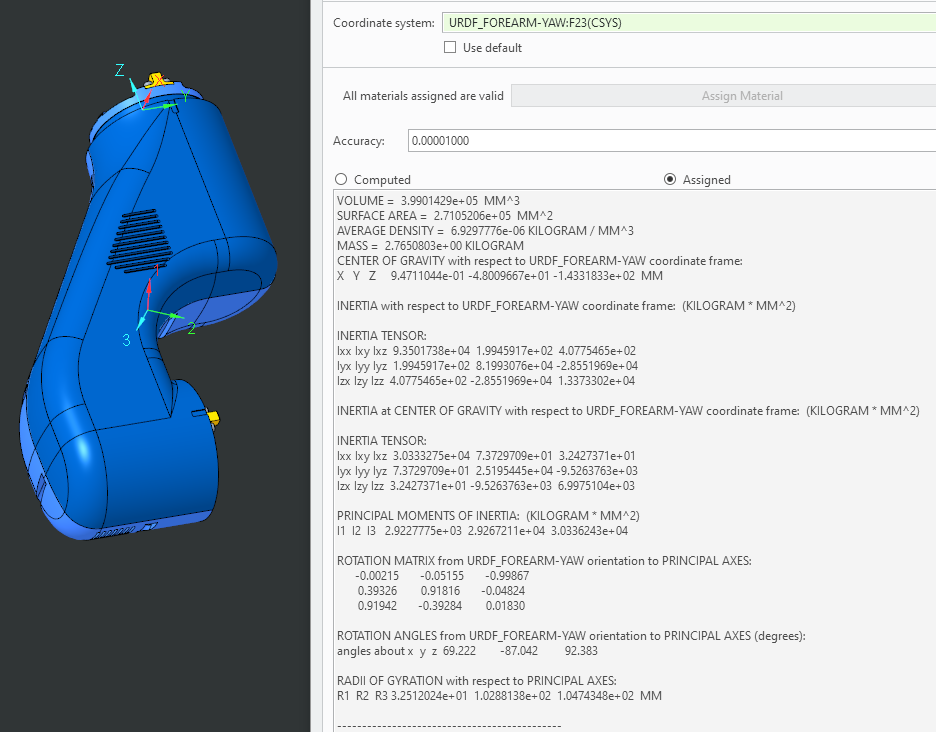 Coordinate system: URDF_FOREARM-YAW:F23(CSYS)
Use default
All materials assigned are valid Assign Material
Accuracy: 0.00001000
Computed Assigned
VOLUME = 3.9901429e+05 MM^3
SURFACE AREA = 2.7105206e+05 MM^2
AVERAGE DENSITY = 6.9297776e-06 KILOGRAM / MM^3
MASS = 2.7650803e+00 KILOGRAM
CENTER OF GRAVITY with respect to URDF_FOREARM-YAW coordinate frame:
X Y Z 9.4711044e-01 -4.8009667e+01 -1.4331833e+02 MM
INERTIA with respect to URDF_FOREARM-YAW coordinate frame: (KILOGRAM * MM^2)
INERTIA TENSOR:
Ixx Ixy Ixz 9.3501738e+04 1.9945917e+02 4.0775465e+02
Iyx Iyy Iyz 1.9945917e+02 8.1993076e+04 -2.8551969e+04
Izx Izy Izz 4.0775465e+02 -2.8551969e+04 1.3373302e+04
INERTIA at CENTER OF GRAVITY with respect to URDF_FOREARM-YAW coordinate frame: (KILOGRAM * MM^2)
INERTIA TENSOR:
Ixx Ixy Ixz 3.0333275e+04 7.3729709e+01 3.2427371e+01
Iyx Iyy Iyz 7.3729709e+01 2.5195445e+04 -9.5263763e+03
Izx Izy Izz 3.2427371e+01 -9.5263763e+03 6.9975104e+03
PRINCIPAL MOMENTS OF INERTIA: (KILOGRAM * MM^2)
I1 I2 I3 2.9227775e+03 2.9267211e+04 3.0336243e+04
ROTATION MATRIX from URDF_FOREARM-YAW orientation to PRINCIPAL AXES:
-0.00215 -0.05155 -0.99867
0.39326 0.91816 -0.04824
0.91942 -0.39284 0.01830
ROTATION ANGLES from URDF_FOREARM-YAW orientation to PRINCIPAL AXES (degrees):
angles about x y z 69.222 -87.042 92.383
RADII OF GYRATION with respect to PRINCIPAL AXES:
R1 R2 R3 3.2512024e+01 1.0288138e+02 1.0474348e+02 MM
---------------------------------------------
Z
X
Y
1
2
3